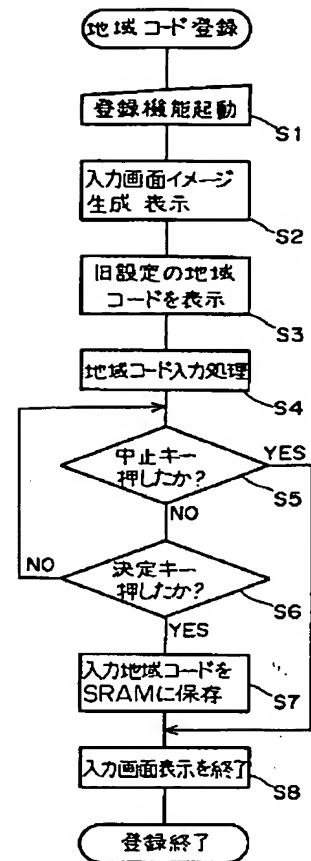 地域コード登録
登録機能起動
S1
入力画面イメージ
生成 表示
S2
旧設定の地域
コードを表示
S3
地域コード入力処理
S4
中止キー
押したか?
YES
S5
NO
決定キー
押したか?
NO
S6
YES
入力地域コードを
SRAMに保存
S7
入力画面表示を終了
S8
登録終了